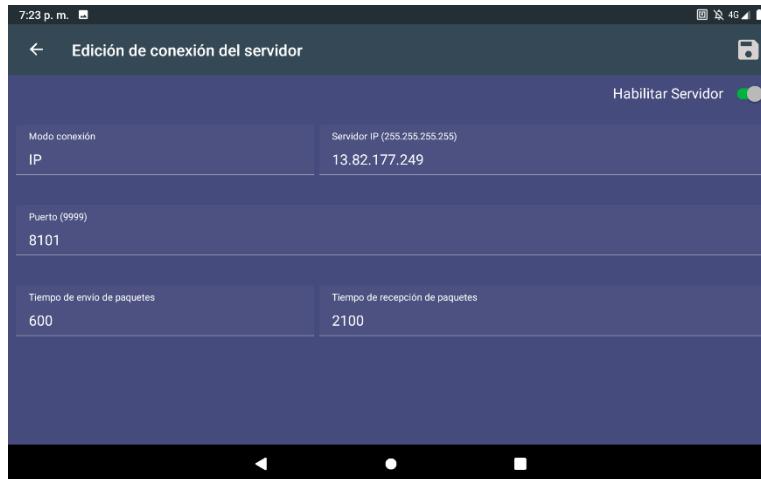 7:23 p. m. 4G
Edición de conexión del servidor
Habilitar Servidor
Modo conexión
IP
Servidor IP (255.255.255.255)
13.82.177.249
Puerto (9999)
8101
Tiempo de envío de paquetes
600
Tiempo de recepción de paquetes
2100